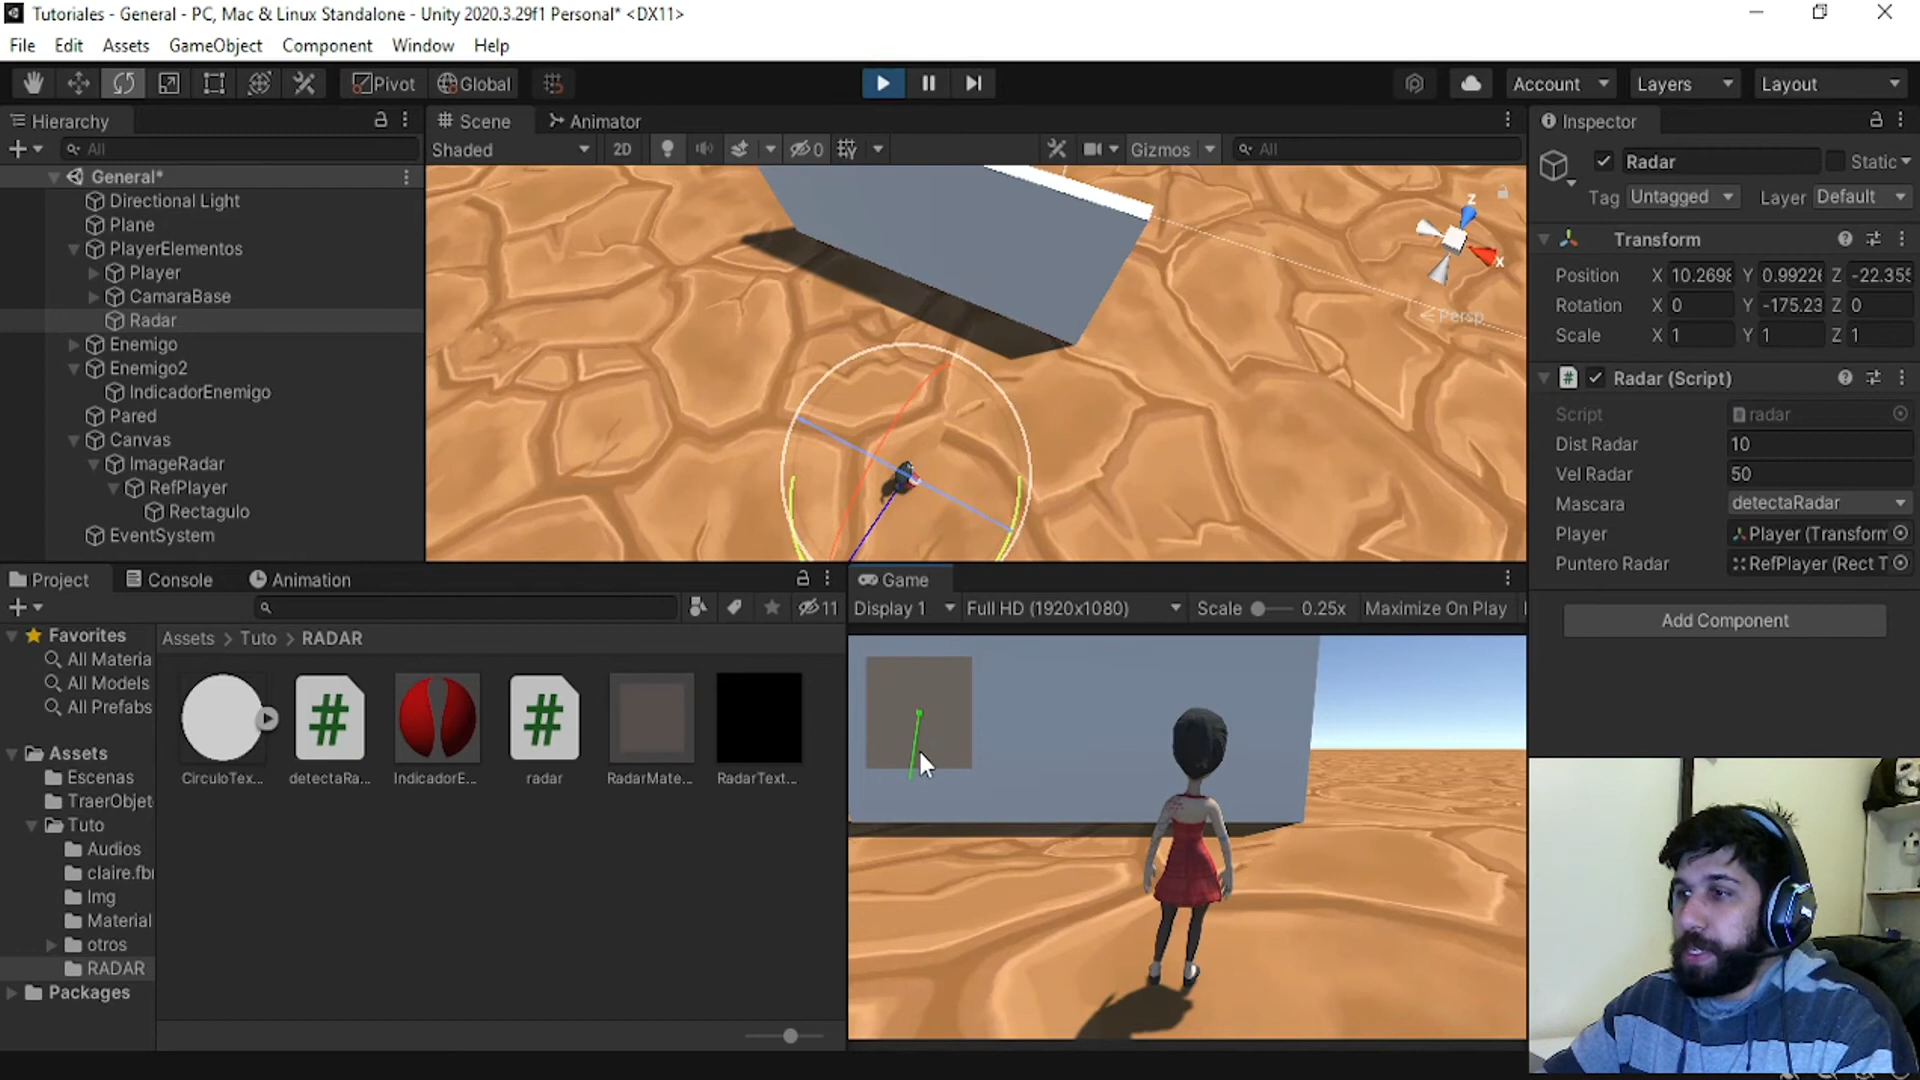 Tutoriales - General - PC, Mac & Linux Standalone - Unity 2020.3.29f1 Personal* <DX11>
File Edit Assets GameObject Component Window Help
Pivot Global Account Layers Layout
Hierarchy
All
General*
Directional Light
Plane
PlayerElementos
Player
CamaraBase
Radar
Enemigo
Enemigo2
IndicadorEnemigo
Pared
Canvas
ImageRadar
RefPlayer
Rectagulo
EventSystem
Scene Animator
Shaded 2D 0 Gizmos All
z
x
Persp
Inspector
Radar Static
Tag Untagged Layer Default
Transform
Position X 10.2698 Y 0.9922 Z -22.355
Rotation X 0 Y -175.23 Z 0
Scale X 1 Y 1 Z 1
# Radar (Script)
Script radar
Dist Radar 10
Vel Radar 50
Mascara detectaRadar
Player Player (Transform
Puntero Radar RefPlayer (Rect T
Add Component
Project Console Animation
11
Favorites
All Materia
All Models
All Prefabs
Assets
Escenas
TraerObjet
Tuto
Audios
claire.fb
Img
Material
otros
RADAR
Packages
Assets > Tuto > RADAR
# #
CirculoTex... detectaRa... IndicadorE... radar RadarMate... RadarText...
Game
Display 1 Full HD (1920x1080) Scale 0.25x Maximize On Play